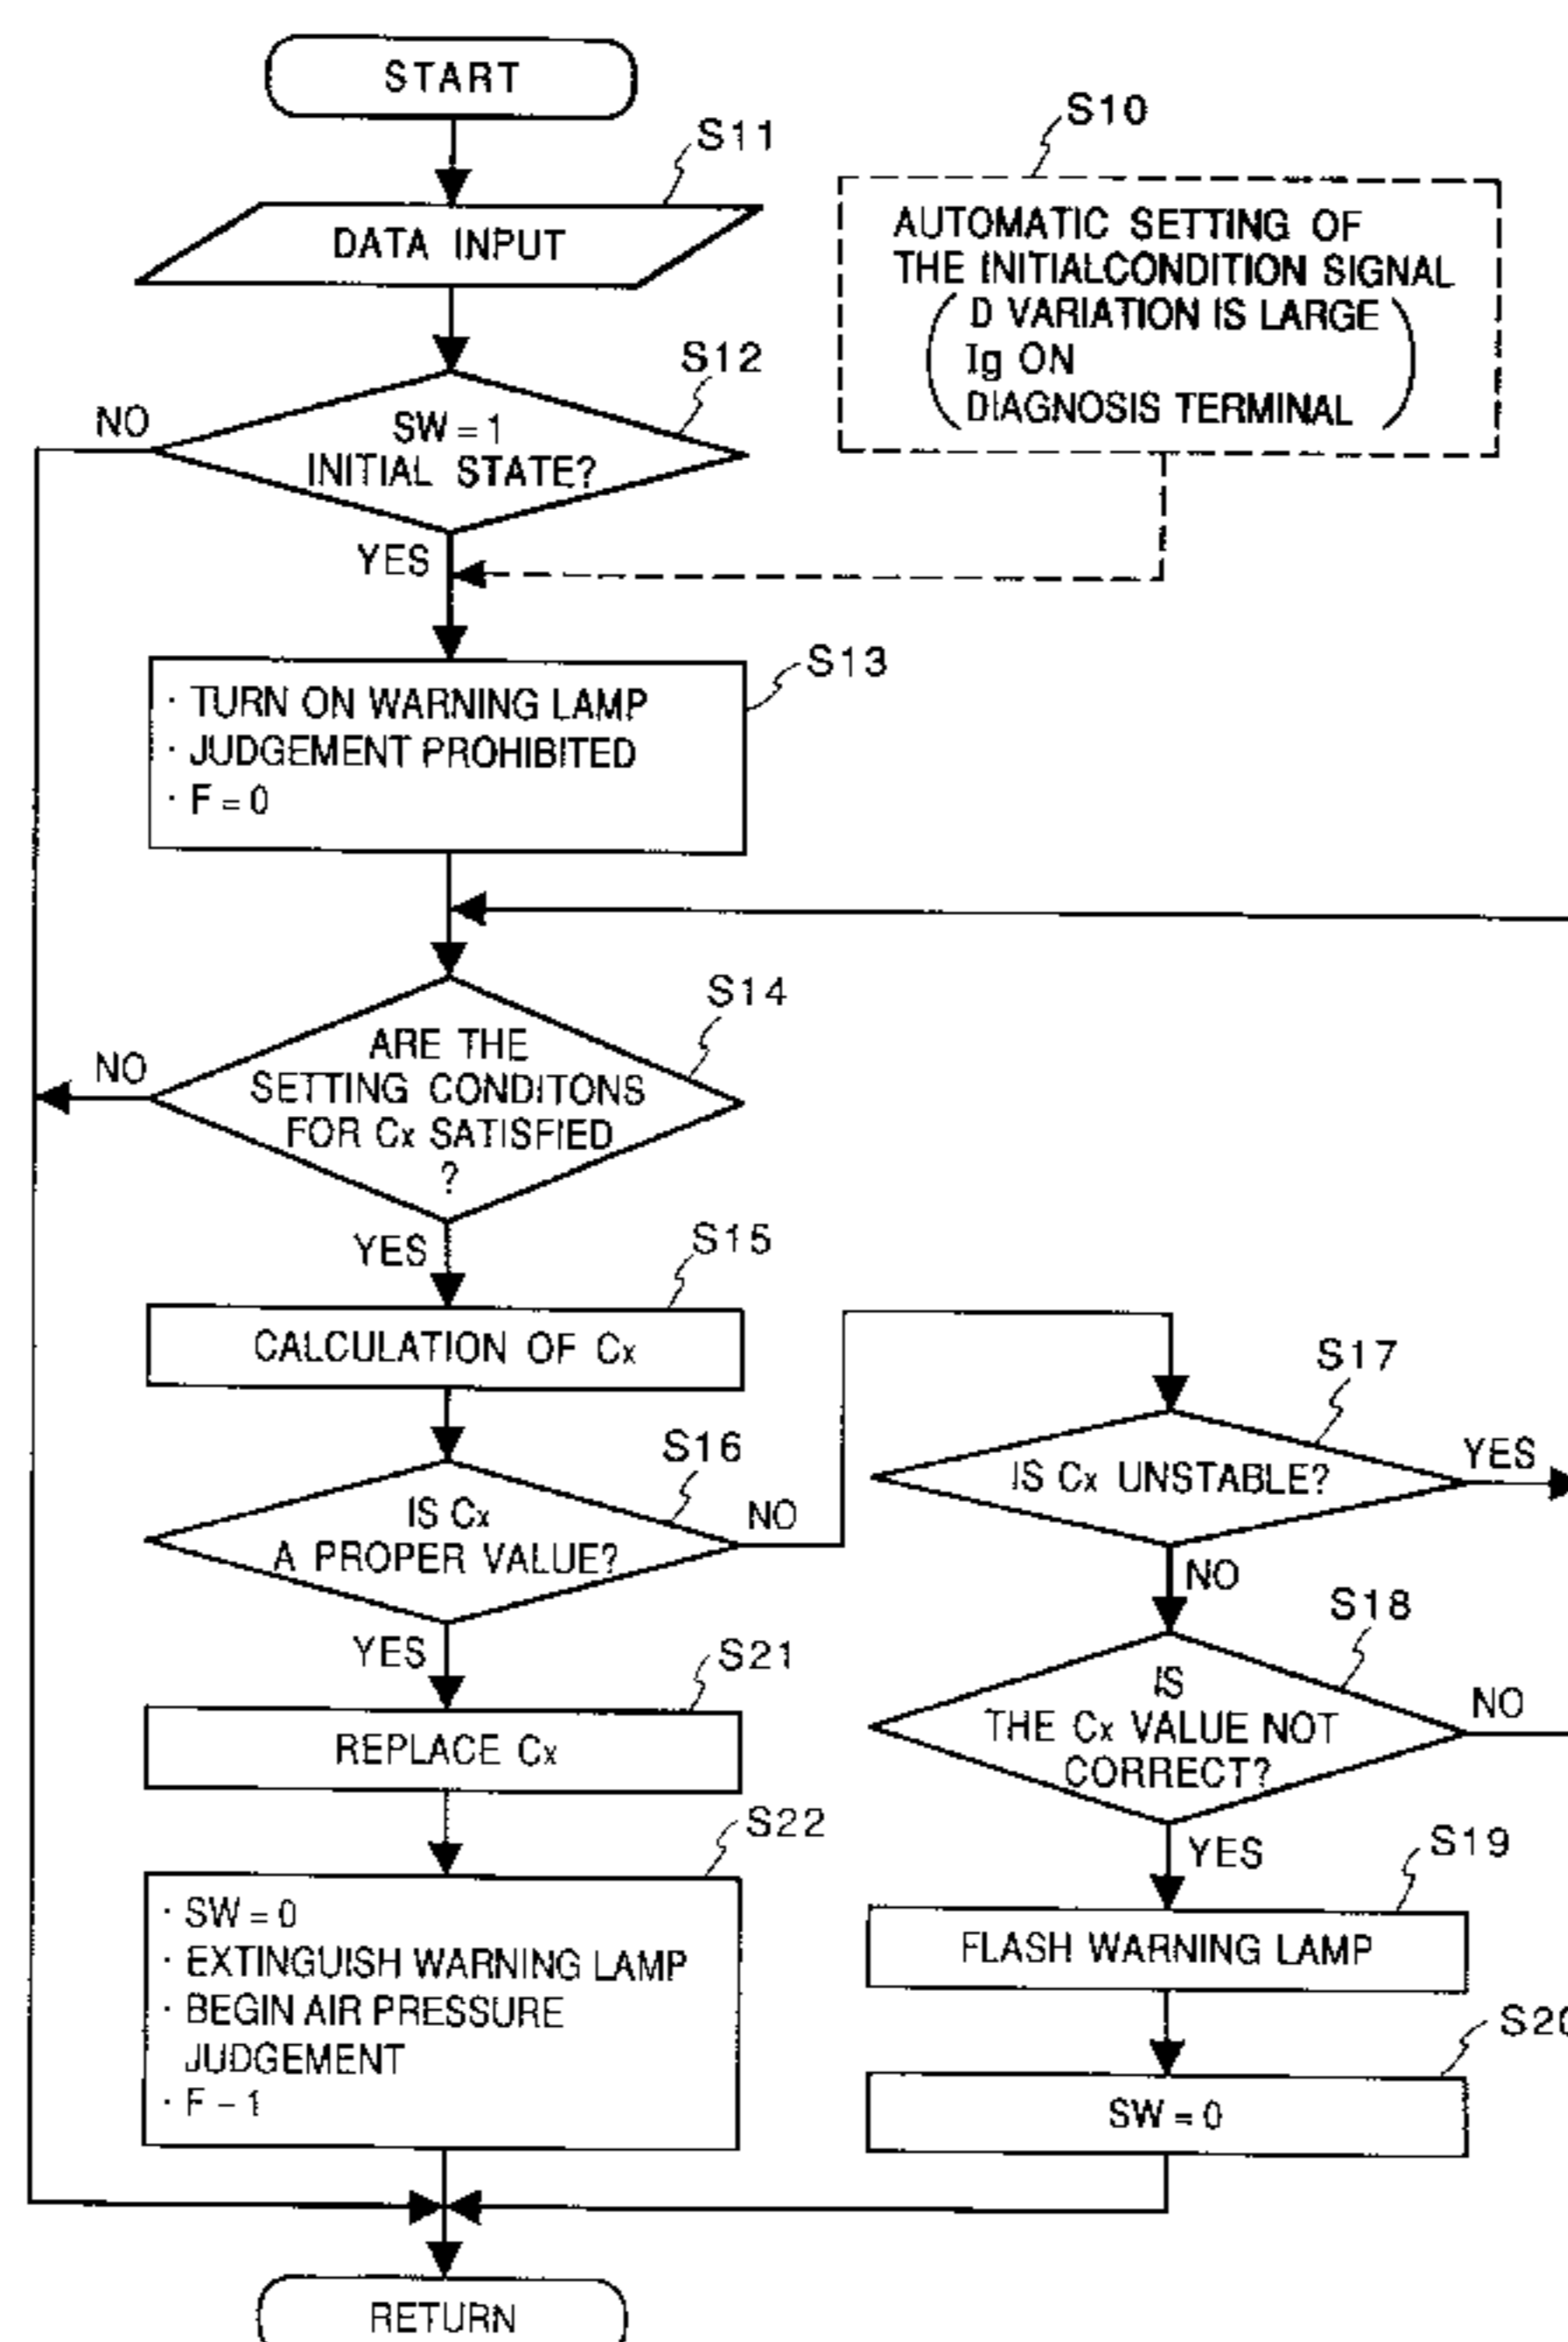 START
S11
DATA INPUT
S10
AUTOMATIC SETTING OF
THE INITIALCONDITION SIGNAL
( D VARIATION IS LARGE
Ig ON
DIAGNOSIS TERMINAL )
S12
NO
SW = 1
INITIAL STATE?
YES
S13
· TURN ON WARNING LAMP
· JUDGEMENT PROHIBITED
· F = 0
S14
NO
ARE THE
SETTING CONDITONS
FOR Cx SATISFIED
?
YES
S15
CALCULATION OF Cx
S16
IS Cx
A PROPER VALUE?
NO
YES
S17
IS Cx UNSTABLE?
YES
NO
S18
IS
THE Cx VALUE NOT
CORRECT?
NO
YES
S21
REPLACE Cx
S22
· SW = 0
· EXTINGUISH WARNING LAMP
· BEGIN AIR PRESSURE
JUDGEMENT
· F – 1
S19
FLASH WARNING LAMP
S20
SW = 0
RETURN